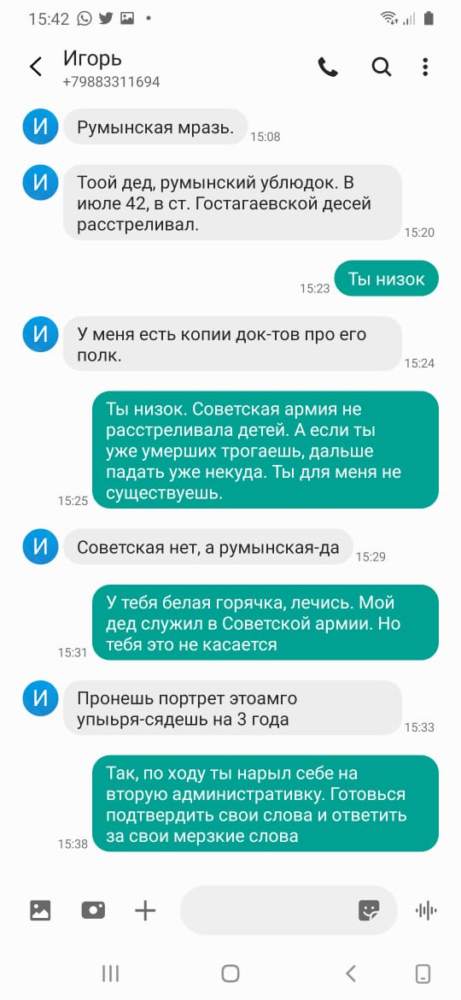 15:42
Игорь
+79883311694
И
Румынская мразь.
15:08
И
Тоой дед, румынский ублюдок. В
июле 42, в ст. Гостагаевской десей
расстреливал.
15:20
Ты низок
15:23
И
У меня есть копии док-тов про его
полк.
15:24
Ты низок. Советская армия не
расстреливала детей. А если ты
уже умерших трогаешь, дальше
падать уже некуда. Ты для меня не
существуешь.
15:25
И
Советская нет, а румынская-да
15:29
У тебя белая горячка, лечись. Мой
дед служил в Советской армии. Но
тебя это не касается
15:31
И
Пронешь портрет этоамго
упыьря-сядешь на 3 года
15:33
Так, по ходу ты нарыл себе на
вторую административку. Готовься
подтвердить свои слова и ответить
за свои мерзкие слова
15:38